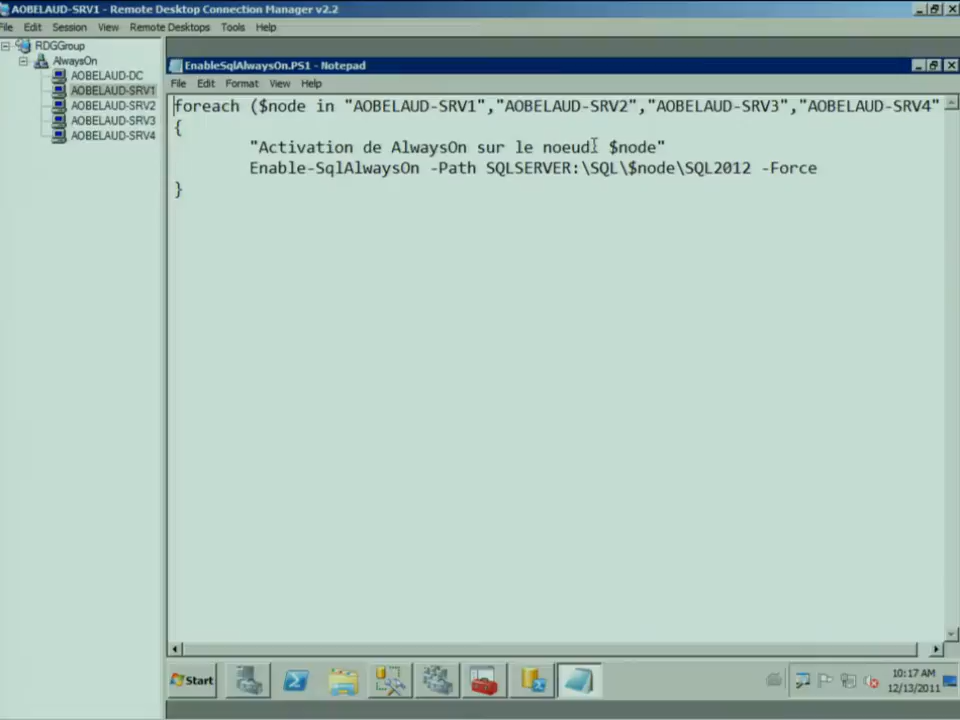 AOBELAUD-SRV1 - Remote Desktop Connection Manager v2.2
File Edit Session View Remote Desktops Tools Help
RDGGroup
AlwaysOn
AOBELAUD-DC
AOBELAUD-SRV1
AOBELAUD-SRV2
AOBELAUD-SRV3
AOBELAUD-SRV4
EnableSqlAlwaysOn.PS1 - Notepad
File Edit Format View Help
foreach ($node in "AOBELAUD-SRV1","AOBELAUD-SRV2","AOBELAUD-SRV3","AOBELAUD-SRV4"
{
"Activation de AlwaysOn sur le noeud $node"
Enable-SqlAlwaysOn -Path SQLSERVER:\SQL\$node\SQL2012 -Force
}
Start
10:17 AM
12/13/2011